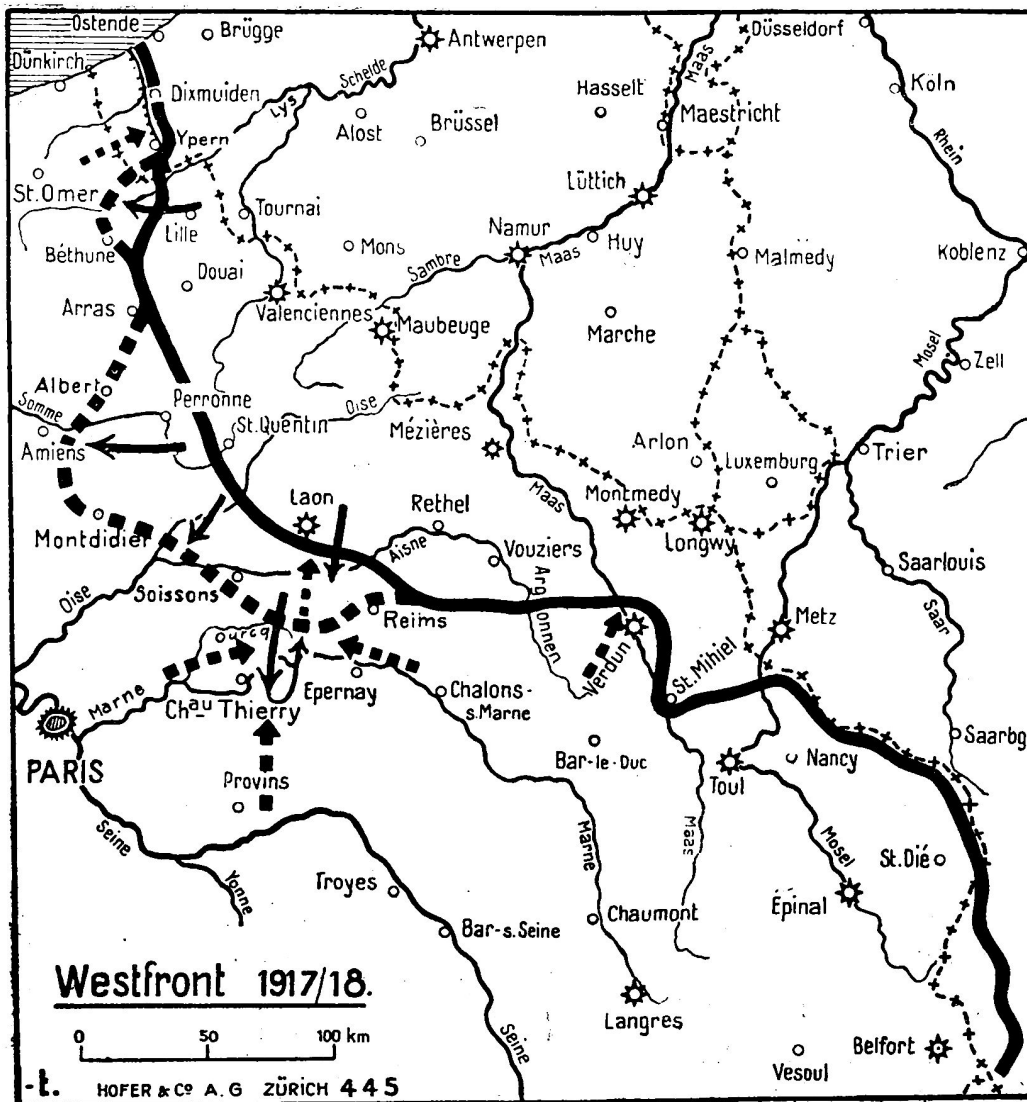 Ostende
Brügge
Antwerpen
Düsseldorf
Dünkirch
Schelde
Maas
Köln
Dixmuiden
Lys
Alost
Brüssel
Hasselt
Maestricht
Rhein
Ypern
St. Omer
Lüttich
Tournai
Lille
Namur
Huy
Maas
Mons
Béthune
Douai
Sambre
Malmédy
Koblenz
Arras
Valenciennes
Maubeuge
Marche
Mosel
Zell
Albert
Perronne
Oise
Somme
St. Quentin
Amiens
Mézières
Arlon
Luxemburg
Trier
Laon
Rethel
Maas
Montmedy
Longwy
Montdidier
Aisne
Vouziers
Saarlouis
Oise
Soissons
Argonnen
Saar
Reims
Metz
Ourcq
Verdun
St. Mihiel
Marne
Epernay
Chau Thierry
Chalons-
s. Marne
Saarbg
PARIS
Bar-le-Duc
Nancy
Toul
Provins
Seine
Marne
Maas
Mosel
St. Dié
Yonne
Troyes
Épinal
Bar-s. Seine
Chaumont
Westfront 1917/18.
0 50 100 km
Seine
Langres
Belfort
Vesoul
-t. HOFER & Co A.G ZÜRICH 445